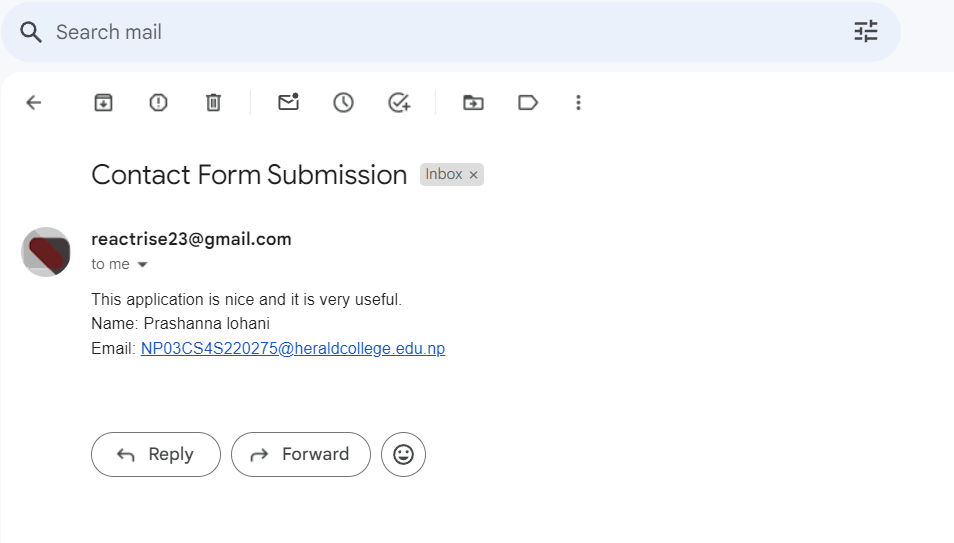 Search mail
Contact Form Submission Inbox ×
reactrise23@gmail.com
to me
This application is nice and it is very useful.
Name: Prashanna lohani
Email: NP03CS4S220275@heraldcollege.edu.np
Reply Forward